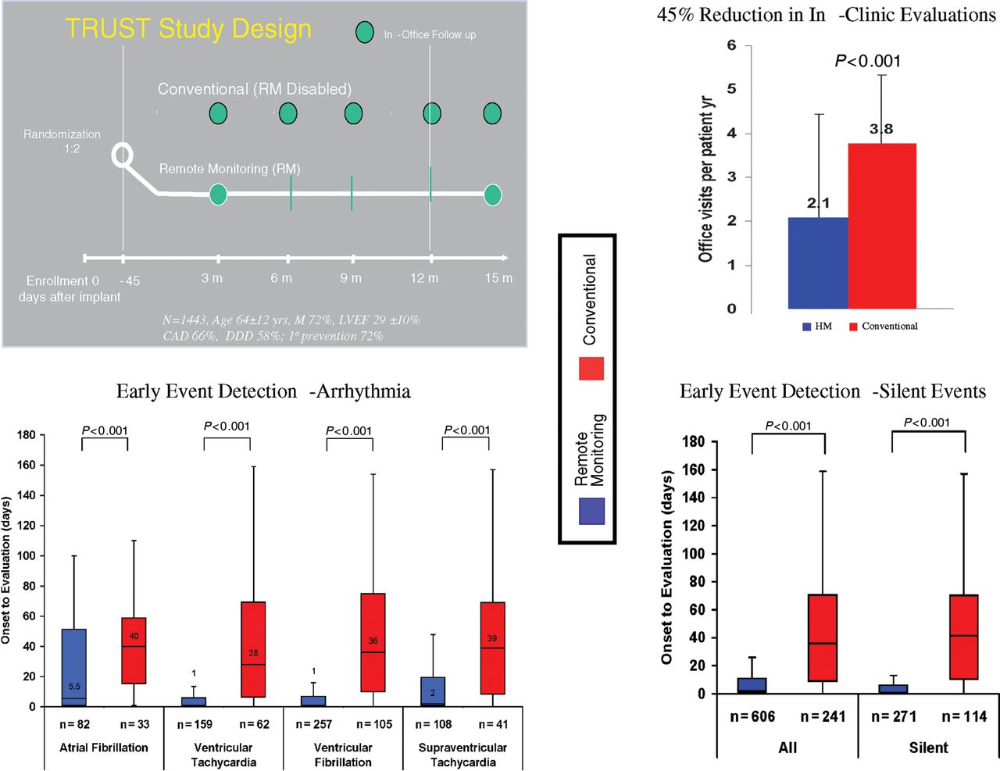 TRUST Study Design
In -Office Follow up
Conventional (RM Disabled)
Randomization
1:2
Remote Monitoring (RM)
Enrollment 0 -45 3 m 6 m 9 m 12 m 15 m
days after implant
N=1443, Age 64±12 yrs, M 72%, LVEF 29 ±10%
CAD 66%, DDD 58%; 1º prevention 72%
45% Reduction in In -Clinic Evaluations
Office visits per patient yr
6
5
4
3
2
1
0
P<0.001
2.1
3.8
HM Conventional
Remote
Monitoring
Conventional
Early Event Detection -Arrhythmia
Onset to Evaluation (days)
180
160
140
120
100
80
60
40
20
0
P<0.001 P<0.001 P<0.001 P<0.001
5.5 40 1 28 1 36 2 39
n= 82 n= 33 n= 159 n= 62 n= 257 n= 105 n= 108 n= 41
Atrial Fibrillation
Ventricular
Tachycardia
Ventricular
Fibrillation
Supraventricular
Tachycardia
Early Event Detection -Silent Events
Onset to Evaluation (days)
180
160
140
120
100
80
60
40
20
0
P<0.001 P<0.001
n= 606 n= 241 n= 271 n= 114
All Silent